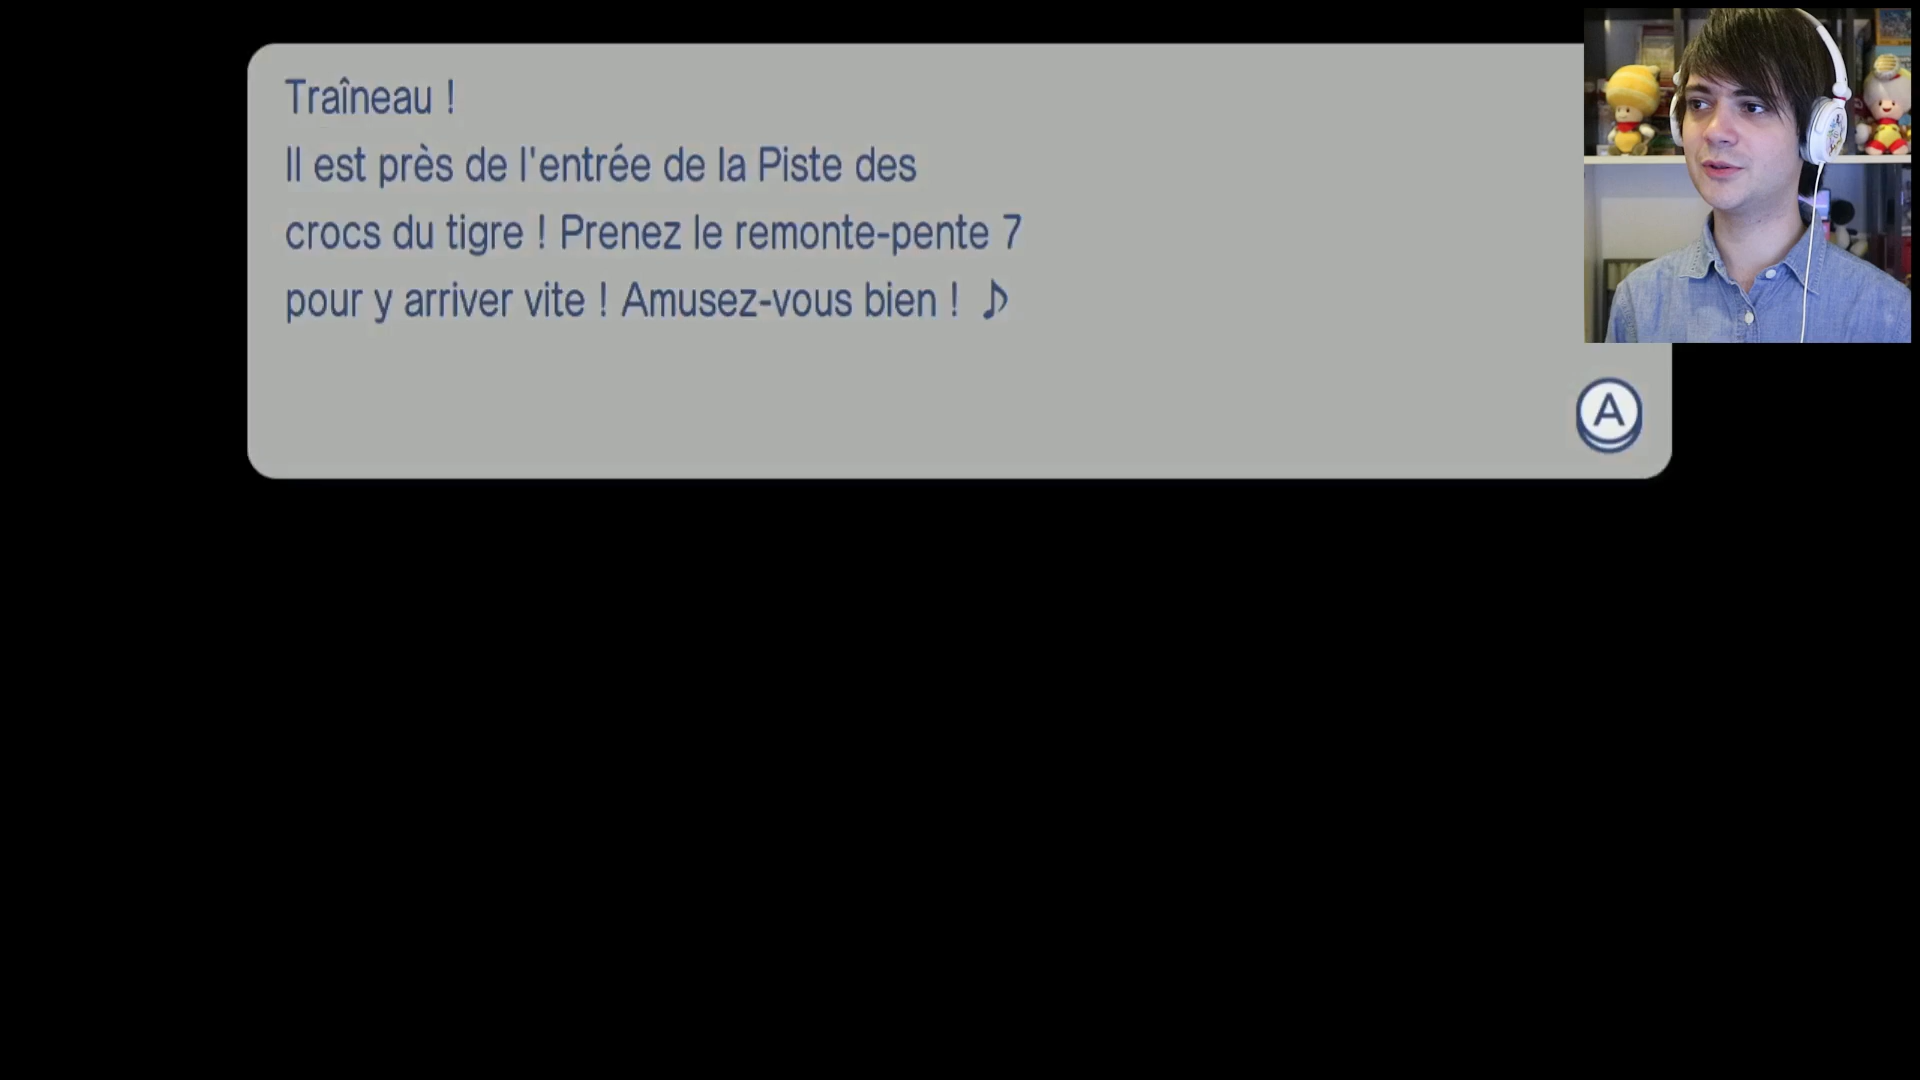 Traîneau !
Il est près de l'entrée de la Piste des
crocs du tigre ! Prenez le remonte-pente 7
pour y arriver vite ! Amusez-vous bien ! ♪
A